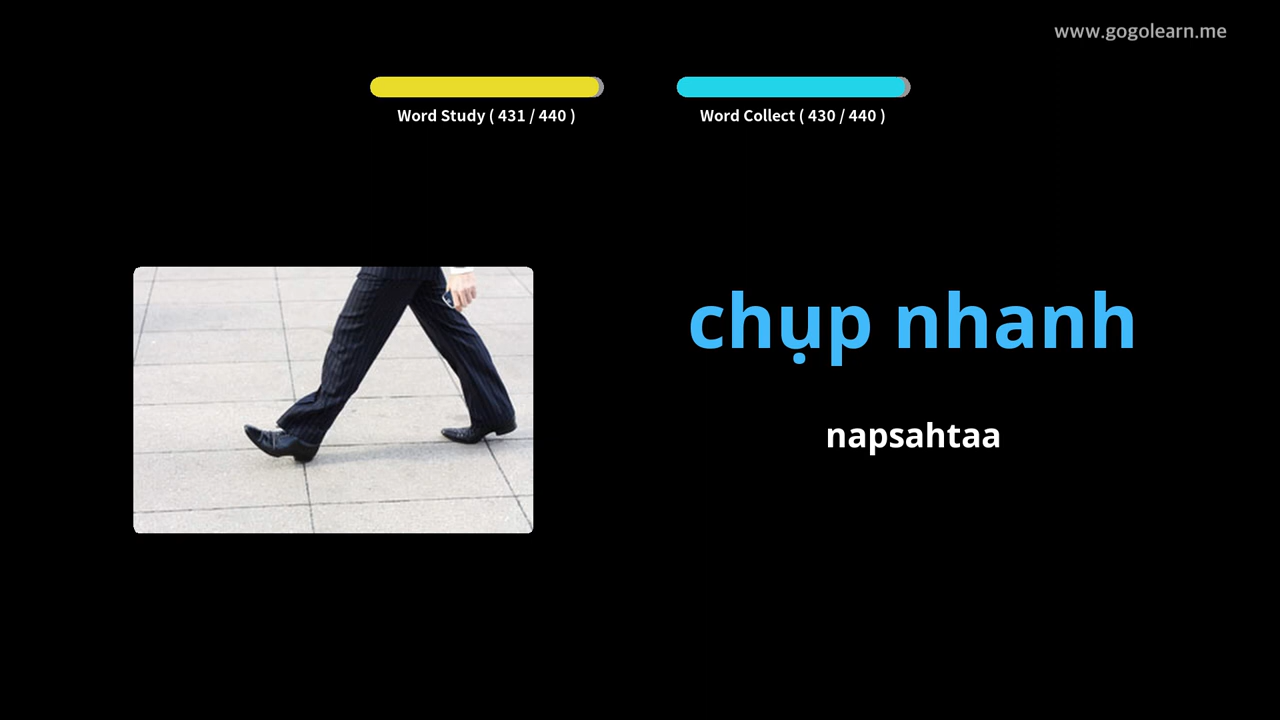 www.gogolearn.me
Word Study ( 431 / 440 )
Word Collect ( 430 / 440 )
chụp nhanh
napsahtaa